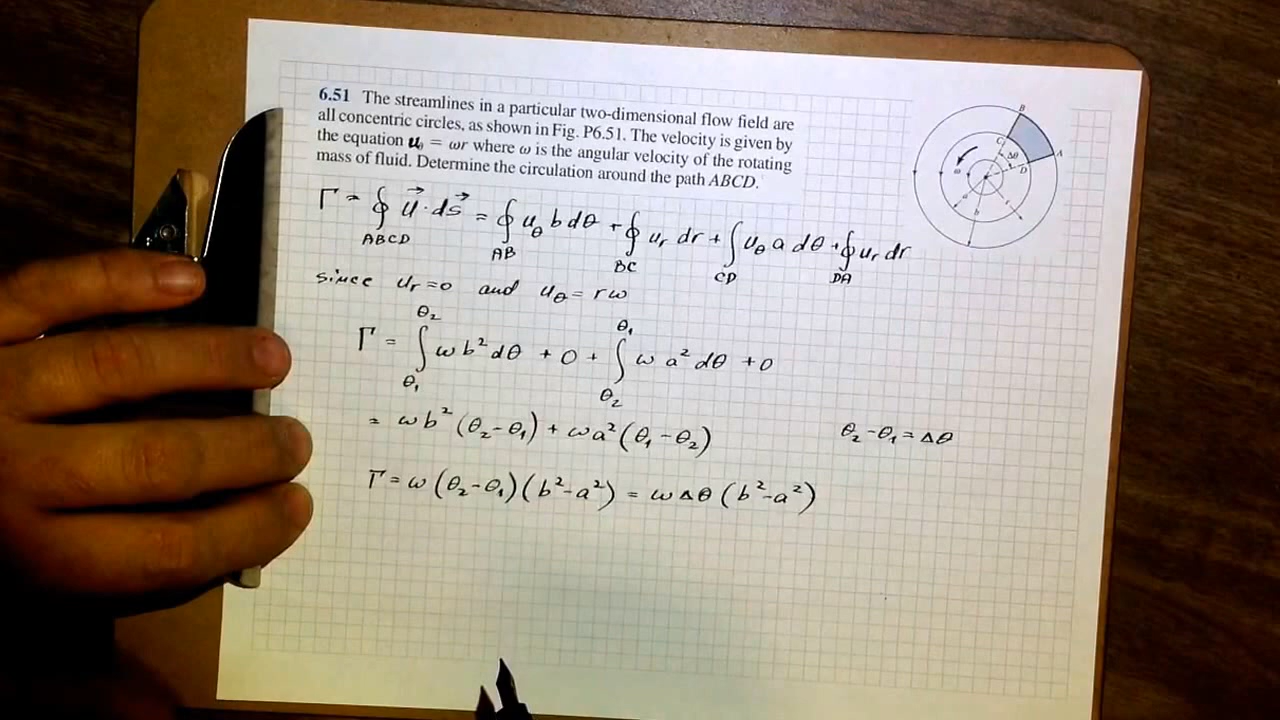 6.51 The streamlines in a particular two-dimensional flow field are
all concentric circles, as shown in Fig. P6.51. The velocity is given by
the equation u_θ = ωr where ω is the angular velocity of the rotating
mass of fluid. Determine the circulation around the path ABCD.
B
A
C
Δθ
D
ω
a
b
Γ = ∮_ABCD u⃗ · ds⃗ = ∮_AB u_θ b dθ + ∮_BC u_r dr + ∫_CD u_θ a dθ + ∮_DA u_r dr
since u_r = 0 and u_θ = rω
Γ = ∫_θ₁^θ₂ ω b² dθ + 0 + ∫_θ₂^θ₁ ω a² dθ + 0
= ωb² (θ₂-θ₁) + ωa² (θ₁-θ₂)
θ₂-θ₁ = Δθ
Γ = ω (θ₂-θ₁)(b²-a²) = ω Δθ (b²-a²)